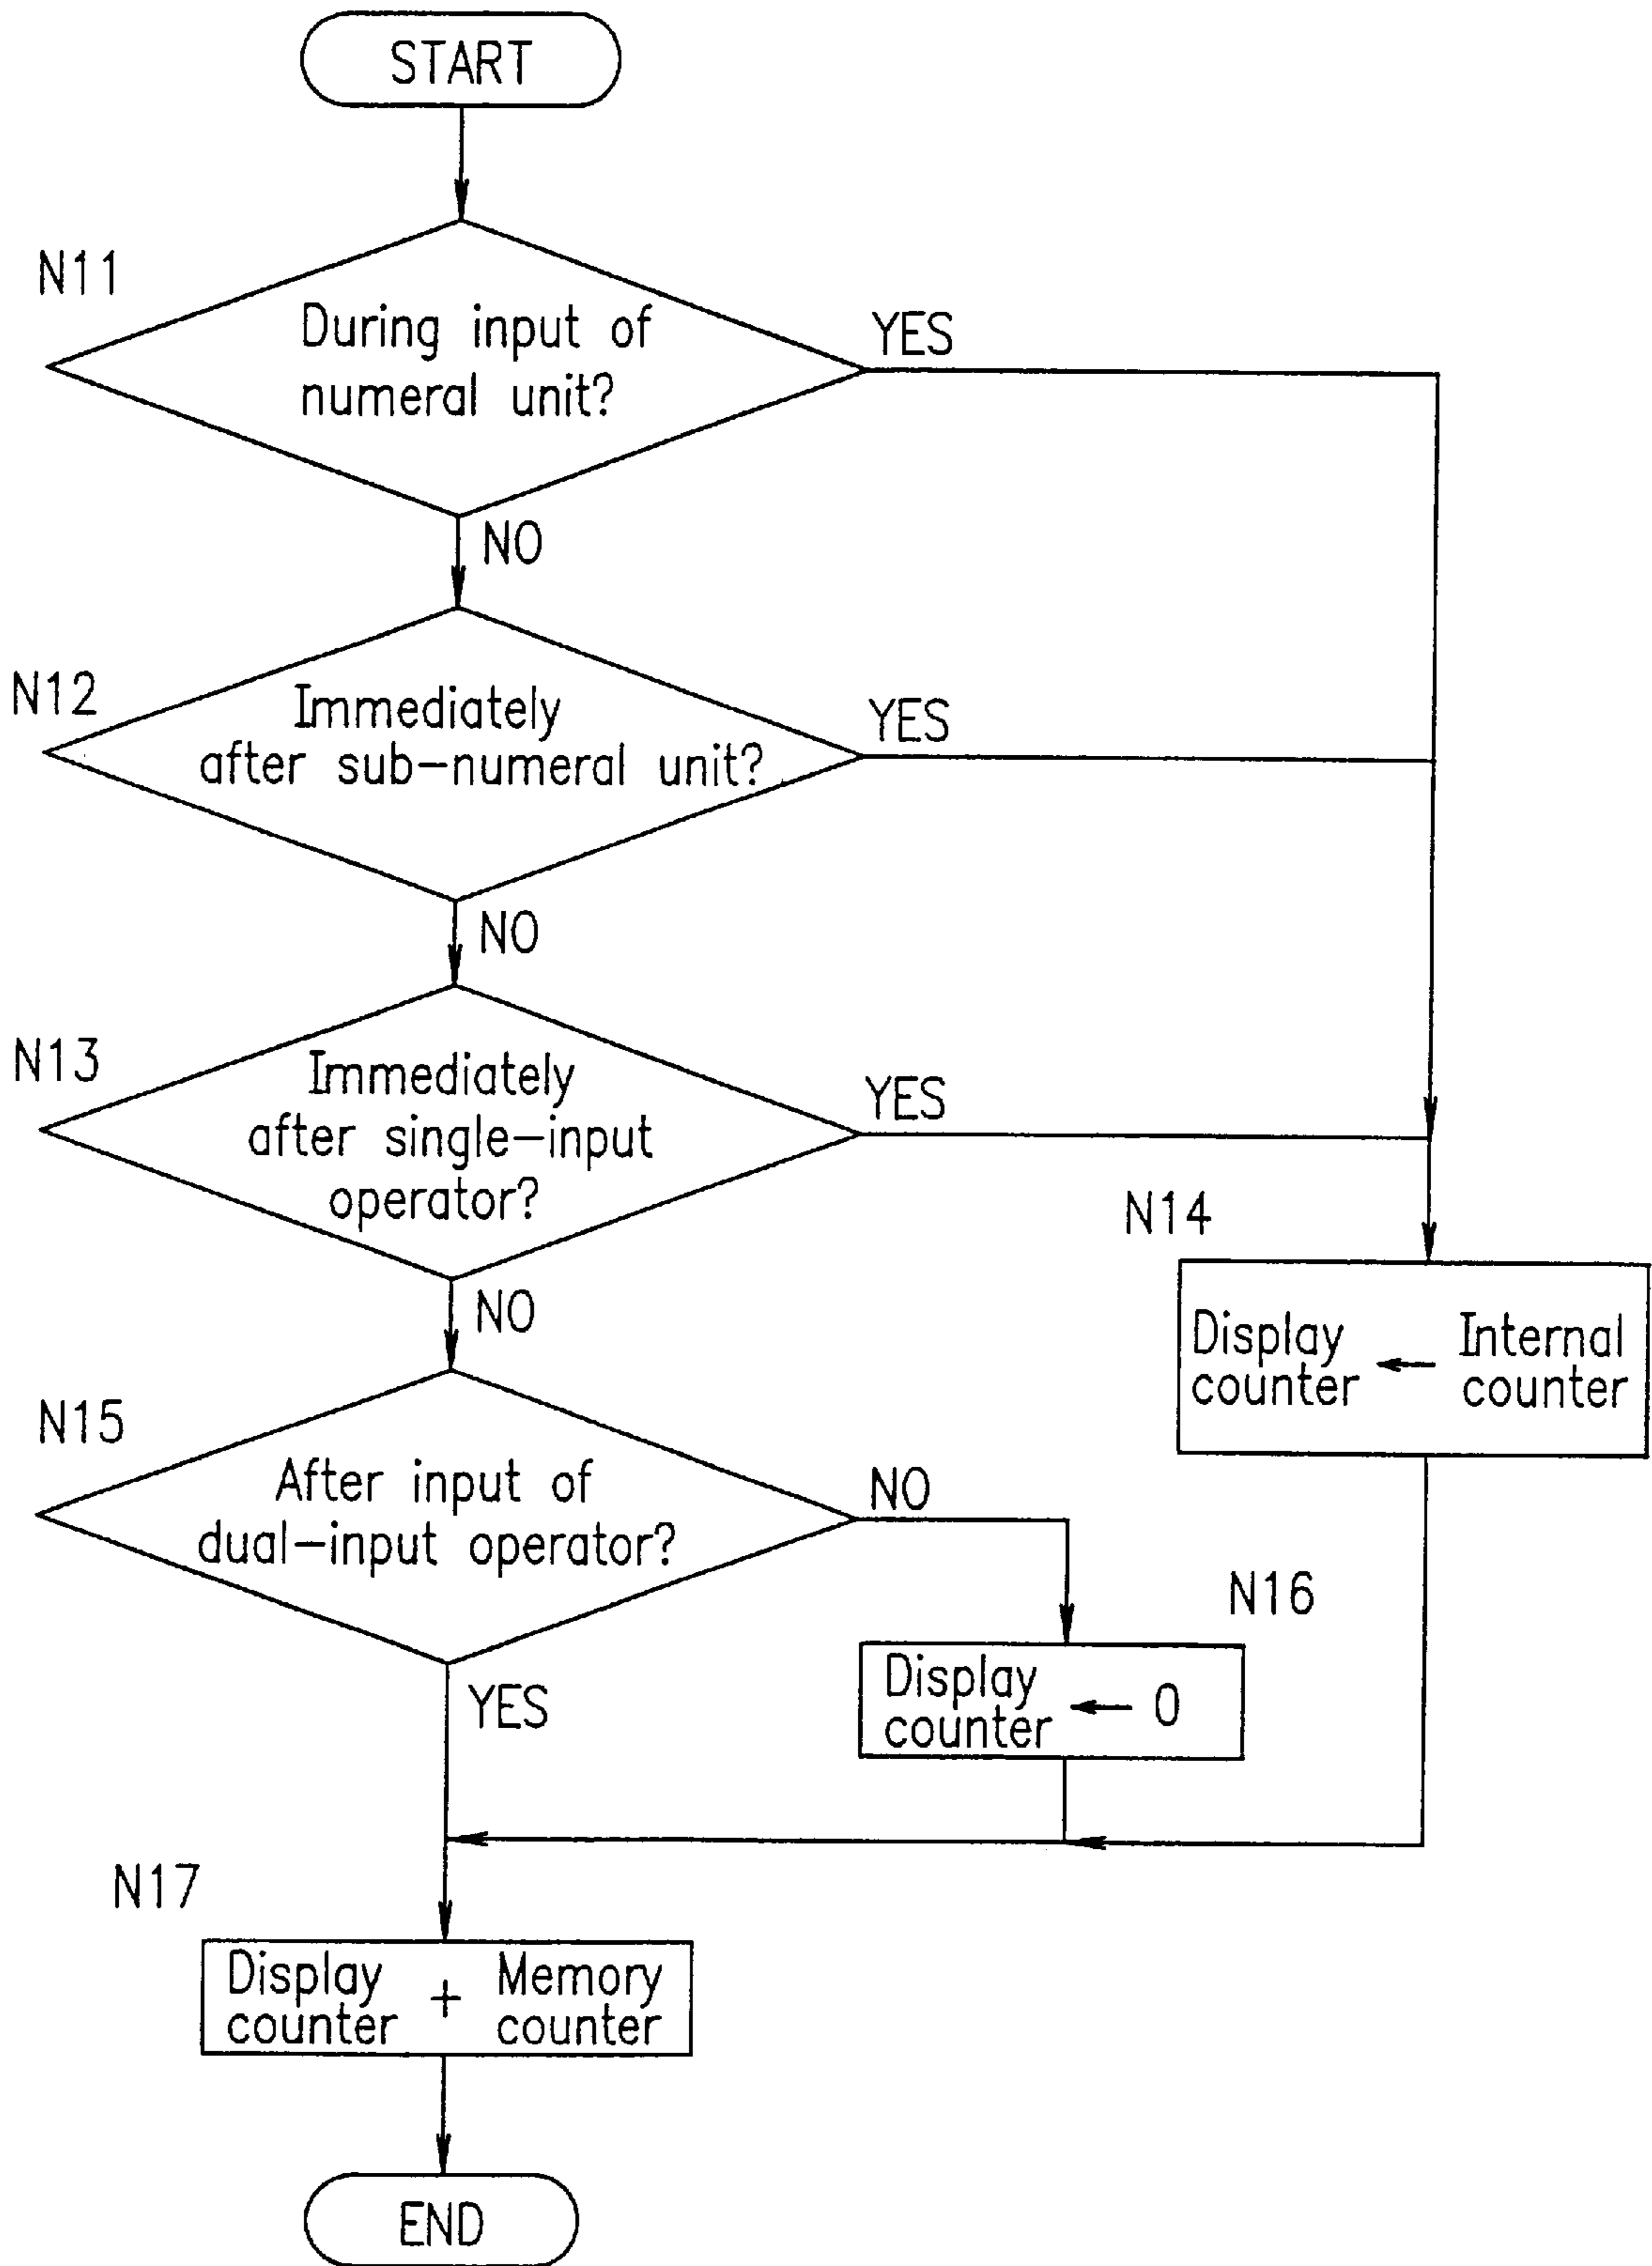 START
N11
During input of
numeral unit?
YES
NO
N12
Immediately
after sub-numeral unit?
YES
NO
N13
Immediately
after single-input
operator?
YES
NO
N14
Display
counter
←
Internal
counter
N15
After input of
dual-input operator?
NO
YES
N16
Display
counter
← 0
N17
Display
counter
+
Memory
counter
END